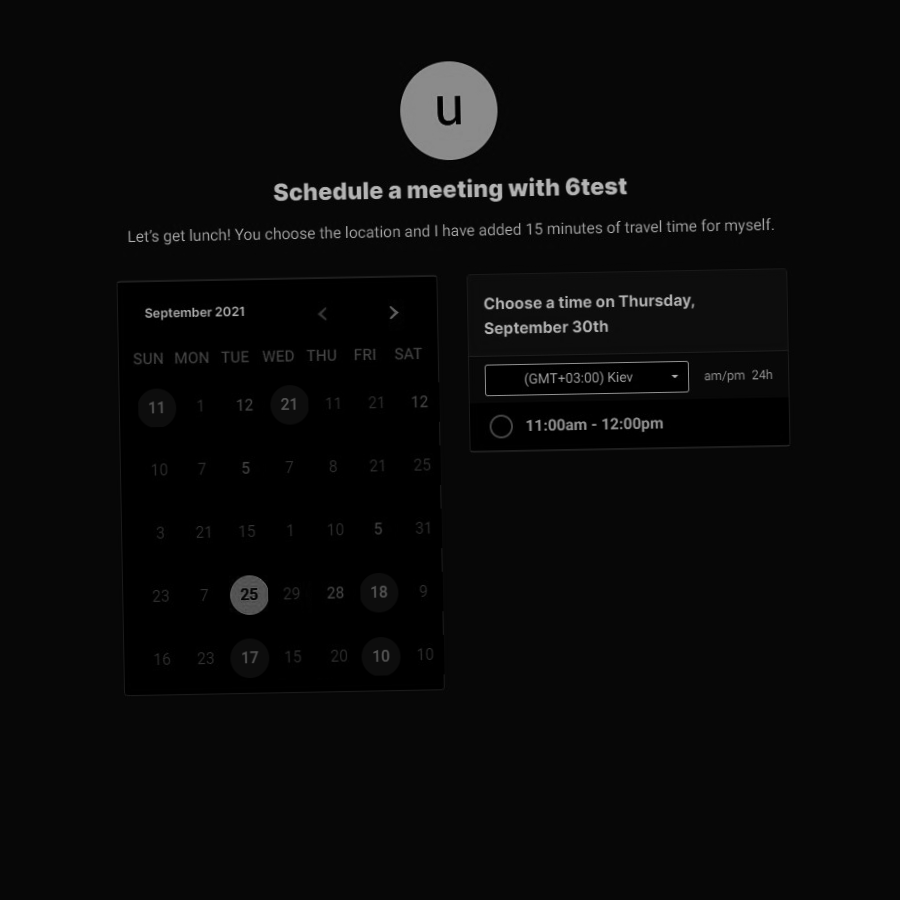 u
Schedule a meeting with 6test
Let's get lunch! You choose the location and I have added 15 minutes of travel time for myself.
September 2021
SUN MON TUE WED THU FRI SAT
11 1 12 21 11 21 12
10 7 5 7 8 21 25
3 21 15 1 10 5 31
23 7 25 29 28 18 9
16 23 17 15 20 10 10
Choose a time on Thursday,
September 30th
(GMT+03:00) Kiev am/pm 24h
11:00am - 12:00pm